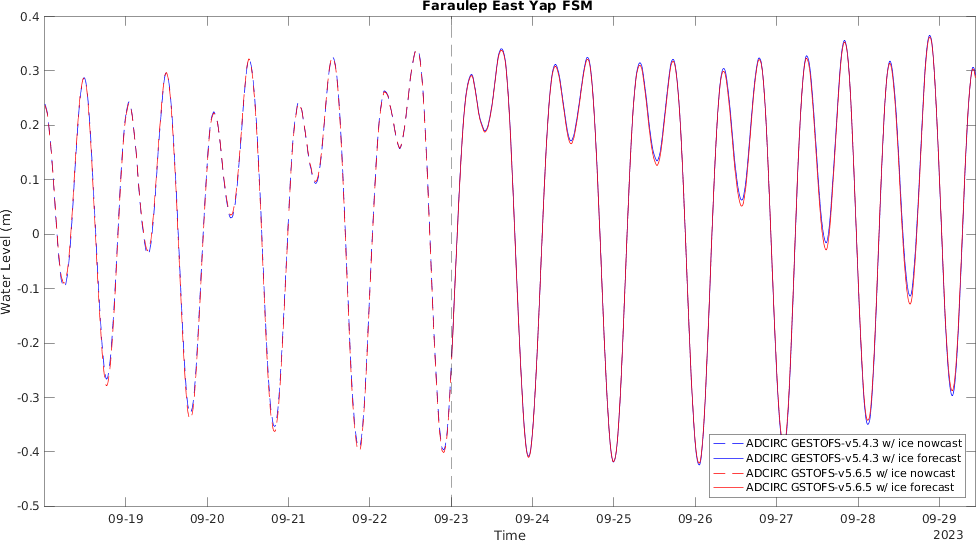 Faraulep East Yap FSM
0.4
0.3
0.2
0.1
0
-0.1
-0.2
-0.3
-0.4
-0.5
Water Level (m)
ADCIRC GESTOFS-v5.4.3 w/ ice nowcast
ADCIRC GESTOFS-v5.4.3 w/ ice forecast
ADCIRC GSTOFS-v5.6.5 w/ ice nowcast
ADCIRC GSTOFS-v5.6.5 w/ ice forecast
09-19 09-20 09-21 09-22 09-23 09-24 09-25 09-26 09-27 09-28 09-29
Time
2023